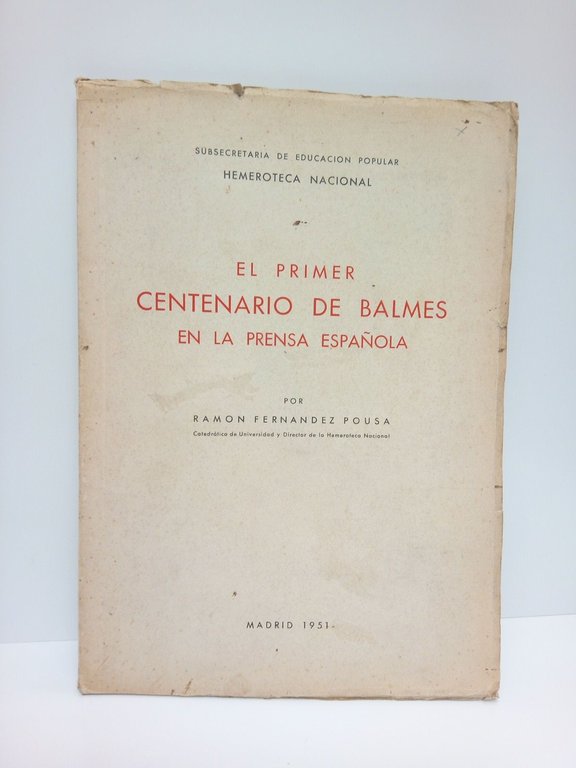 SUBSECRETARIA DE EDUCACION POPULAR
HEMEROTECA NACIONAL
EL PRIMER
CENTENARIO DE BALMES
EN LA PRENSA ESPAÑOLA
POR
RAMON FERNANDEZ POUSA
Catedrático de Universidad y Director de la Hemeroteca Nacional
MADRID 1951